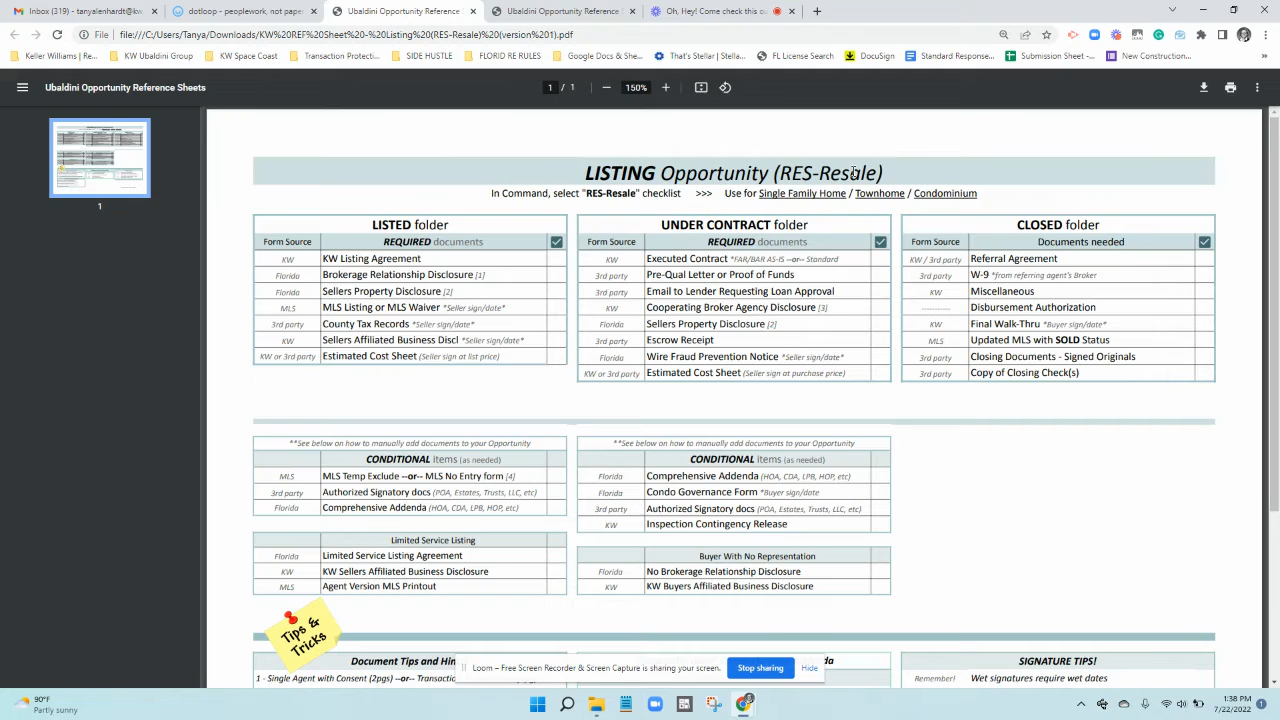 Inbox (319) - tanyalenhardt@kw
dotloop - peoplework, not paper
Ubaldini Opportunity Reference
Ubaldini Opportunity Reference S
Oh, Hey! Come check this ou
File
file:///C:/Users/Tanya/Downloads/KW%20REF%20Sheet%20-%20Listing%20(RES-Resale)%20(version%201).pdf
Keller Williams | Re...
KW Ubaldini Group
KW Space Coast
Transaction Protecti...
SIDE HUSTLE
FLORID RE RULES
Google Docs & She...
That's Stellar | Stella...
FL License Search
DocuSign
Standard Response...
Submission Sheet -...
New Construction...
»
Ubaldini Opportunity Reference Sheets
1 / 1
150%
1
LISTING Opportunity (RES-Resale)
In Command, select "RES-Resale" checklist >>> Use for Single Family Home / Townhome / Condominium
LISTED folder
Form Source REQUIRED documents
KW KW Listing Agreement
Florida Brokerage Relationship Disclosure [1]
Florida Sellers Property Disclosure [2]
MLS MLS Listing or MLS Waiver *Seller sign/date*
3rd party County Tax Records *Seller sign/date*
KW Sellers Affiliated Business Discl *Seller sign/date*
KW or 3rd party Estimated Cost Sheet (Seller sign at list price)
UNDER CONTRACT folder
Form Source REQUIRED documents
KW Executed Contract *FAR/BAR AS-IS --or-- Standard
3rd party Pre-Qual Letter or Proof of Funds
3rd party Email to Lender Requesting Loan Approval
KW Cooperating Broker Agency Disclosure [3]
Florida Sellers Property Disclosure [2]
3rd party Escrow Receipt
Florida Wire Fraud Prevention Notice *Seller sign/date*
KW or 3rd party Estimated Cost Sheet (Seller sign at purchase price)
CLOSED folder
Form Source Documents needed
KW / 3rd party Referral Agreement
3rd party W-9 *from referring agent's Broker
KW Miscellaneous
---------- Disbursement Authorization
KW Final Walk-Thru *Buyer sign/date*
MLS Updated MLS with SOLD Status
3rd party Closing Documents - Signed Originals
3rd party Copy of Closing Check(s)
**See below on how to manually add documents to your Opportunity
CONDITIONAL items (as needed)
MLS MLS Temp Exclude --or-- MLS No Entry form [4]
3rd party Authorized Signatory docs (POA, Estates, Trusts, LLC, etc)
Florida Comprehensive Addenda (HOA, CDA, LPB, HOP, etc)
Limited Service Listing
Florida Limited Service Listing Agreement
KW KW Sellers Affiliated Business Disclosure
MLS Agent Version MLS Printout
**See below on how to manually add documents to your Opportunity
CONDITIONAL items (as needed)
Florida Comprehensive Addenda (HOA, CDA, LPB, HOP, etc)
Florida Condo Governance Form *Buyer sign/date
3rd party Authorized Signatory docs (POA, Estates, Trusts, LLC, etc)
KW Inspection Contingency Release
Buyer With No Representation
Florida No Brokerage Relationship Disclosure
KW KW Buyers Affiliated Business Disclosure
Tips &
Tricks
Document Tips and Hin
1 - Single Agent with Consent (2pgs) --or-- Transac
da
SIGNATURE TIPS!
Remember! Wet signatures require wet dates
Loom – Free Screen Recorder & Screen Capture is sharing your screen.
Stop sharing
Hide
90°F
Partly sunny
1:38 PM
7/22/2022